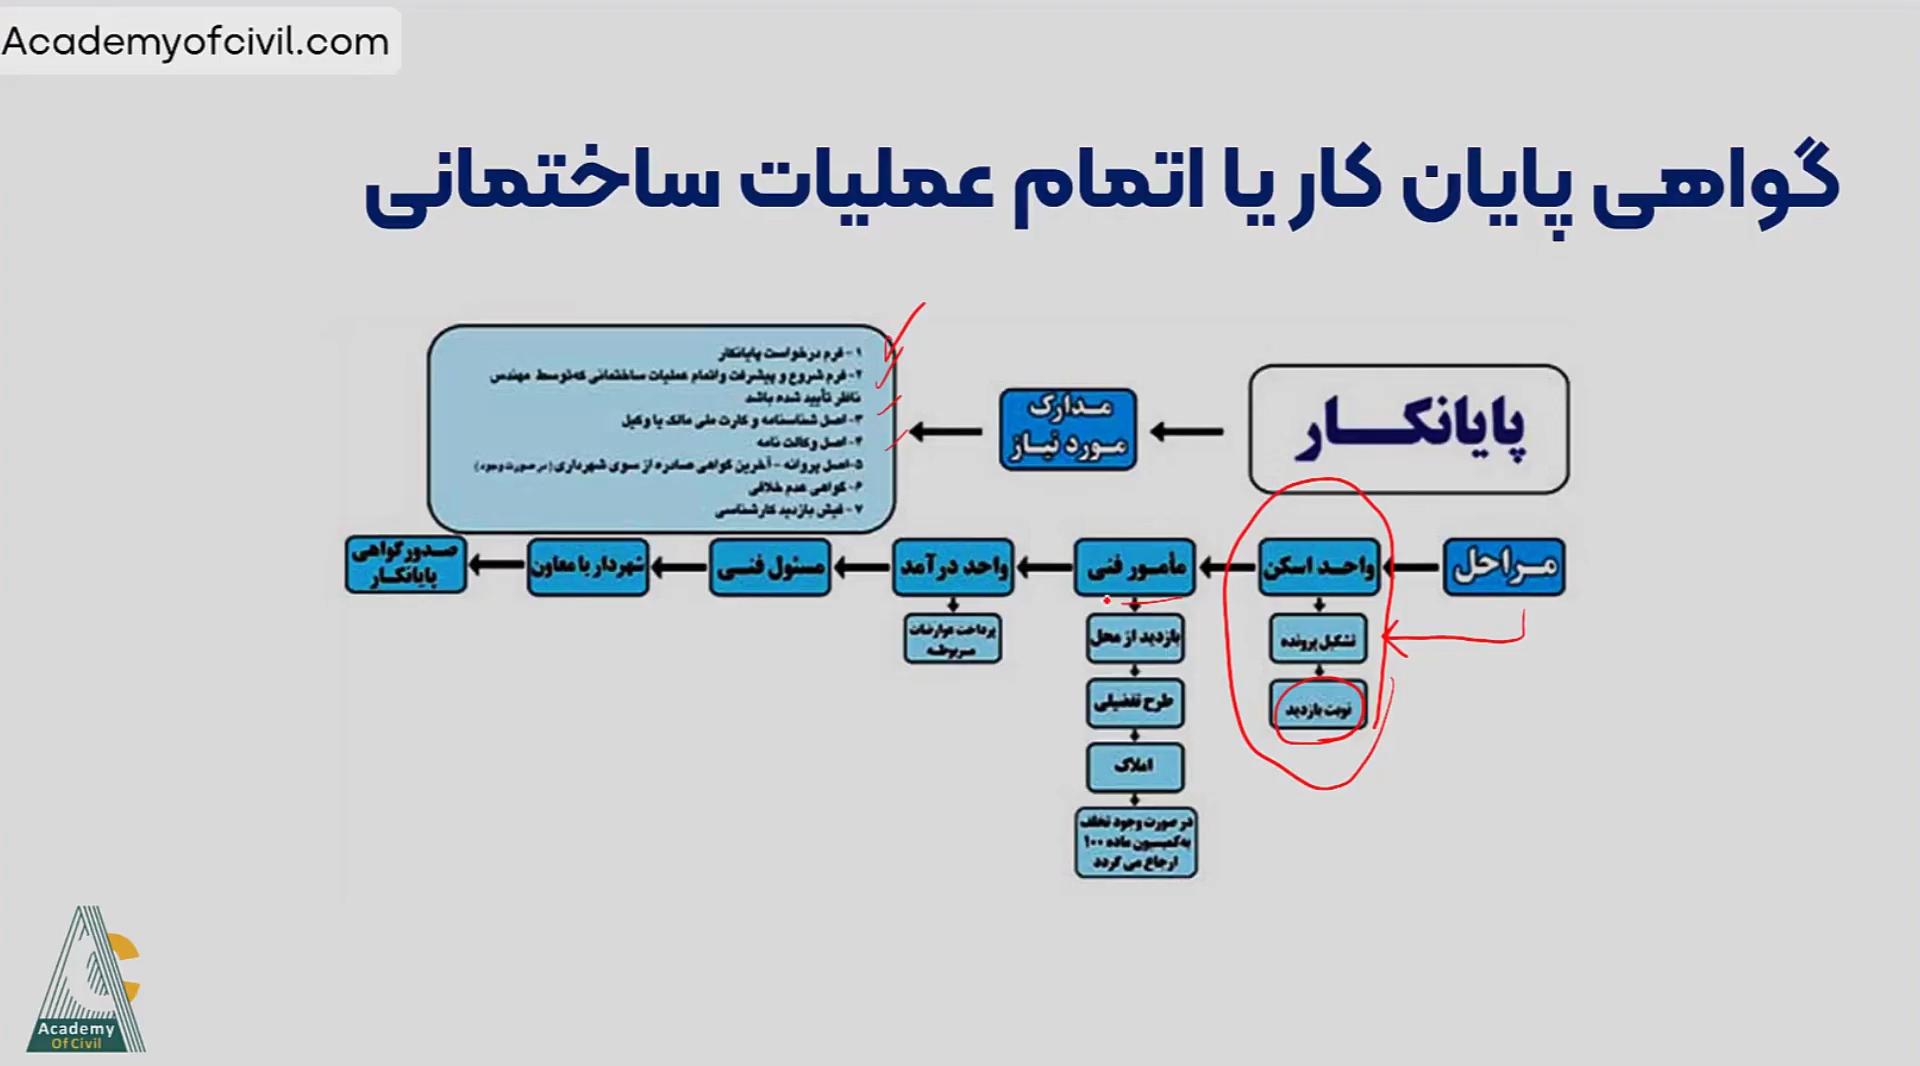 Academyofcivil.com
گواهی پایان کار یا اتمام عملیات ساختمانی
پایانکار
مدارک
مورد نیاز
۱- فرم درخواست پایانکار
۲- فرم شروع و پیشرفت واتمام عملیات ساختمانی که توسط مهندس
ناظر تأیید شده باشد
۳- اصل شناسنامه و کارت ملی مالک یا وکیل
۴- اصل وکالت نامه
۵- اصل پروانه - آخرین گواهی صادره از سوی شهرداری (در صورت وجود)
۶- گواهی عدم خلافی
۷- فیش بازدید کارشناسی
مراحل
واحد اسکن
تشکیل پرونده
نوبت بازدید
مأمور فنی
بازدید از محل
طرح تفضیلی
املاک
در صورت وجود تخلف
به کمیسیون ماده ۱۰۰
ارجاع می گردد
واحد درآمد
پرداخت عوارضات
مربوطه
مسئول فنی
شهردار یا معاون
صدور گواهی
پایانکار
Academy
Of Civil